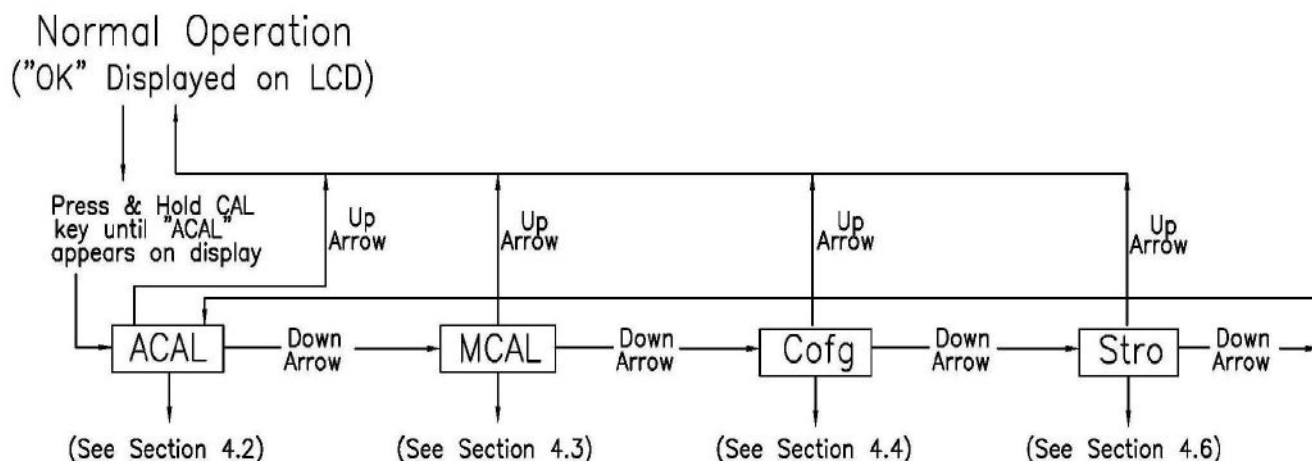 Normal Operation
("OK" Displayed on LCD)
Press & Hold CAL
key until "ACAL"
appears on display
Up
Arrow
Up
Arrow
Up
Arrow
Up
Arrow
ACAL
Down
Arrow
MCAL
Down
Arrow
Cofg
Down
Arrow
Stro
Down
Arrow
(See Section 4.2)
(See Section 4.3)
(See Section 4.4)
(See Section 4.6)